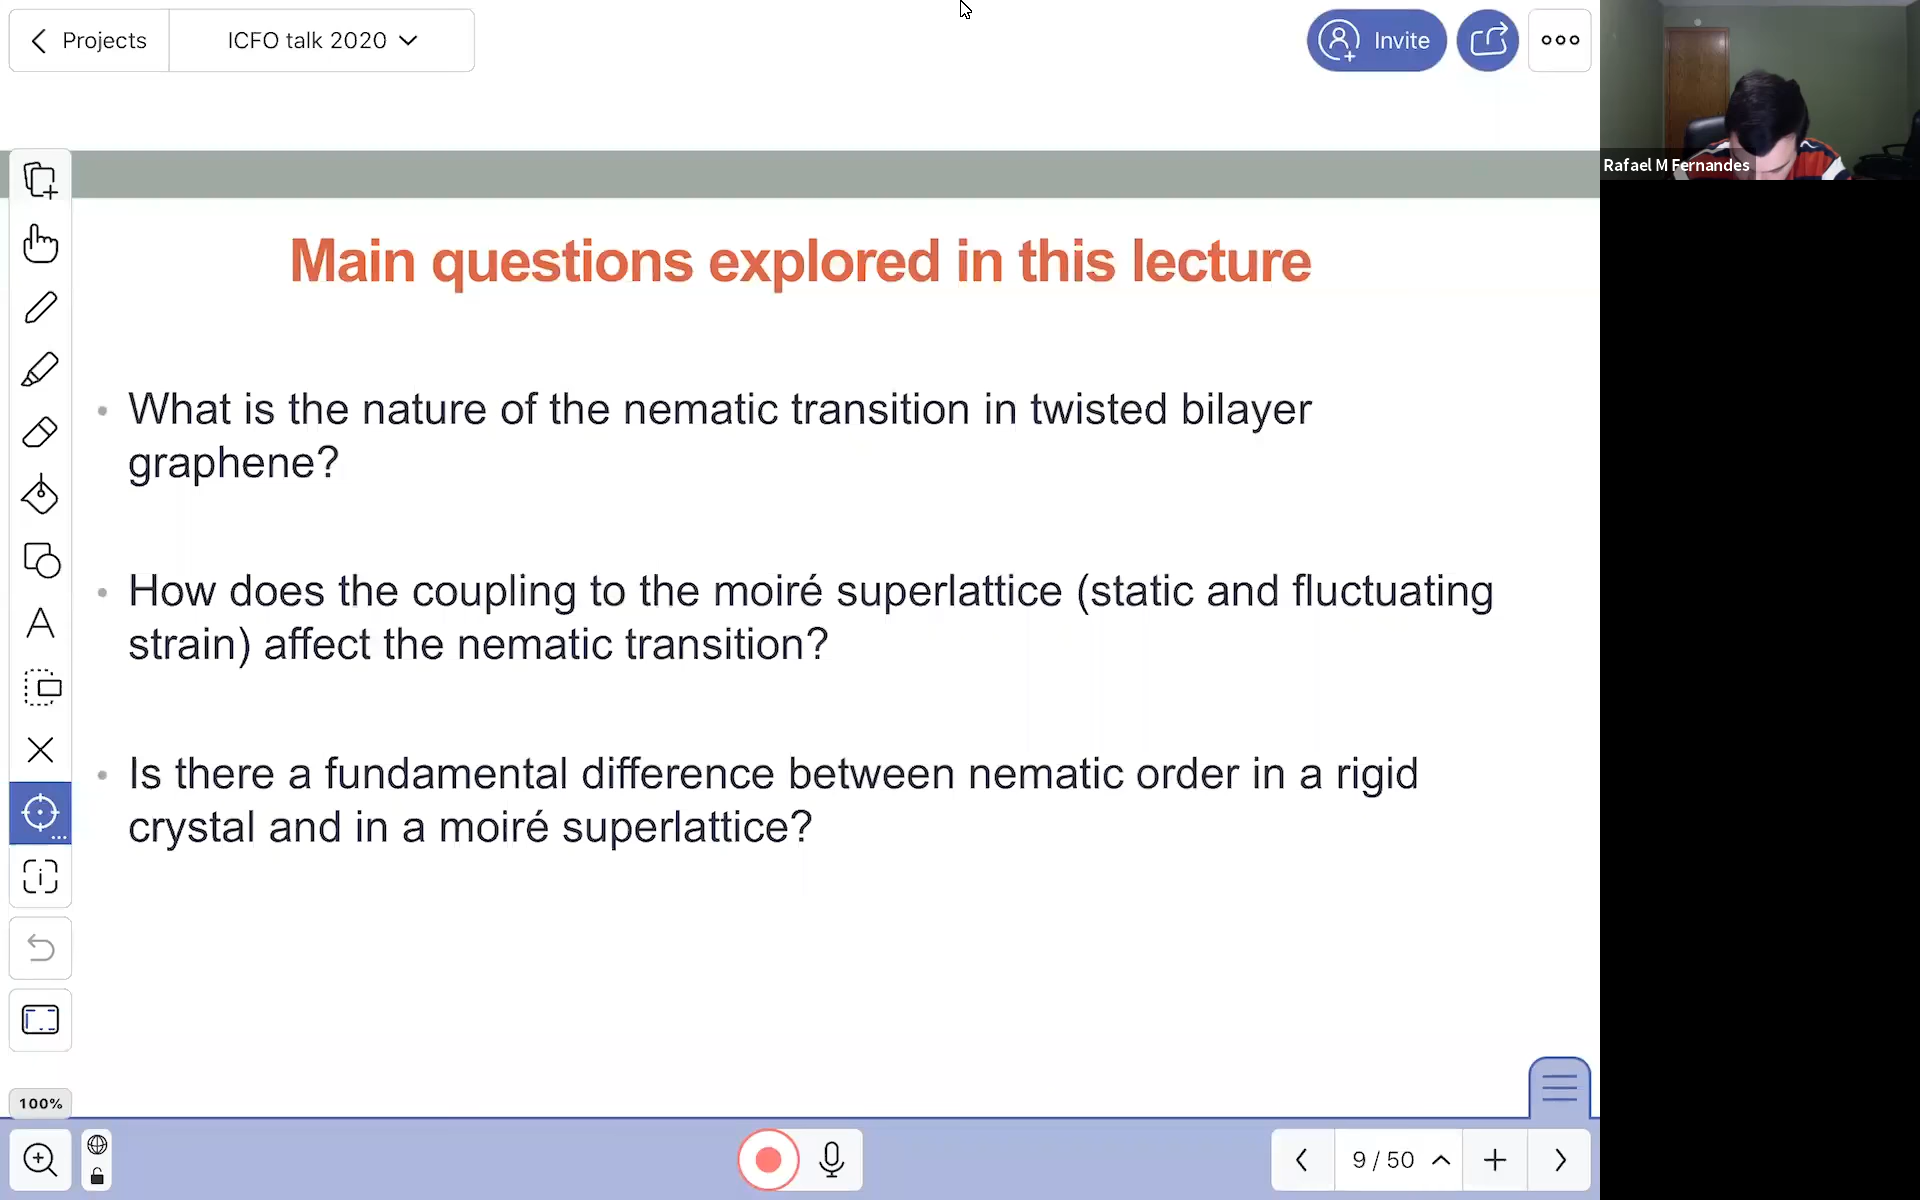 Projects
ICFO talk 2020
Invite
Rafael M Fernandes
Main questions explored in this lecture
• What is the nature of the nematic transition in twisted bilayer
graphene?
• How does the coupling to the moiré superlattice (static and fluctuating
strain) affect the nematic transition?
• Is there a fundamental difference between nematic order in a rigid
crystal and in a moiré superlattice?
100%
9 / 50